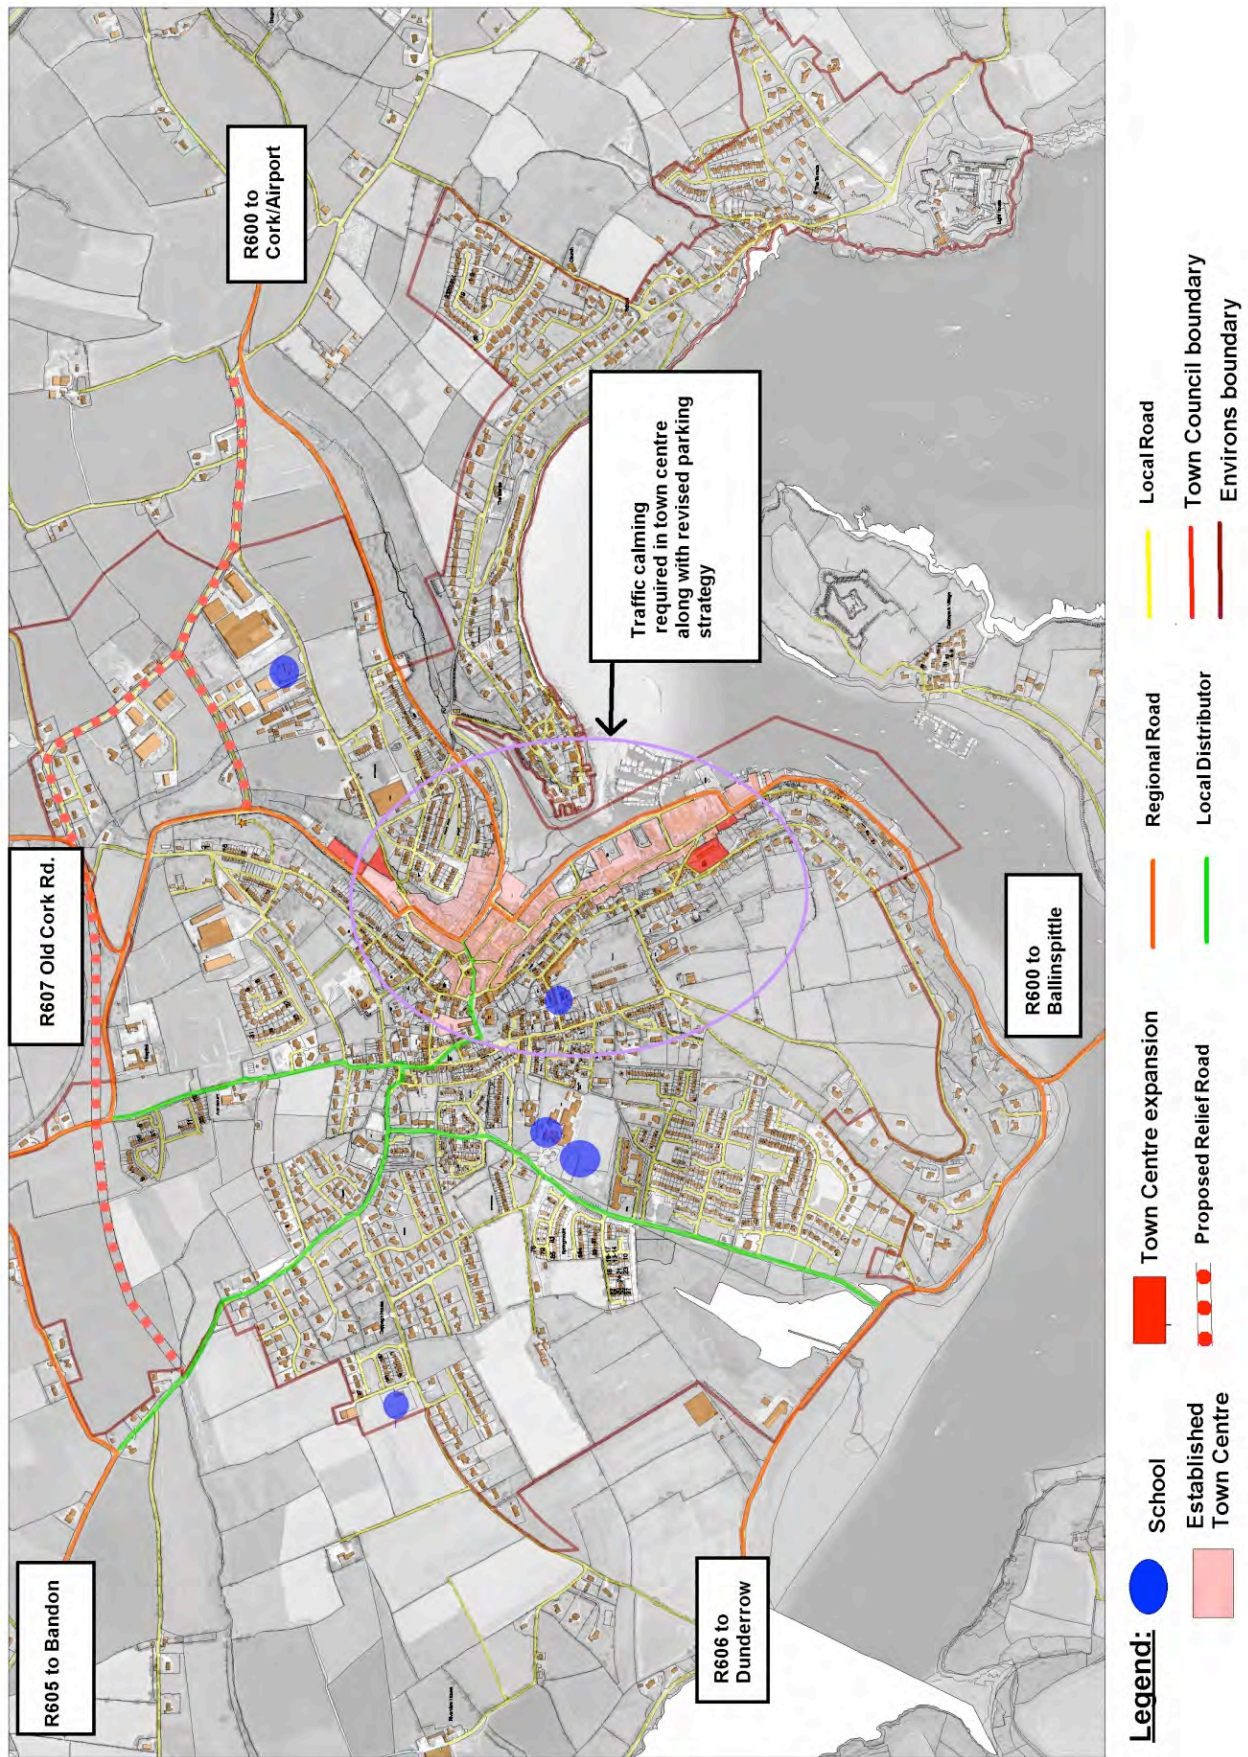 R605 to Bandon
R607 Old Cork Rd.
R600 to
Cork/Airport
Traffic calming
required in town centre
along with revised parking
strategy
R606 to
Dunderrow
R600 to
Ballinspittle
Legend:
School
Established
Town Centre
Town Centre expansion
Proposed Relief Road
Regional Road
Local Distributor
Local Road
Town Council boundary
Environs boundary